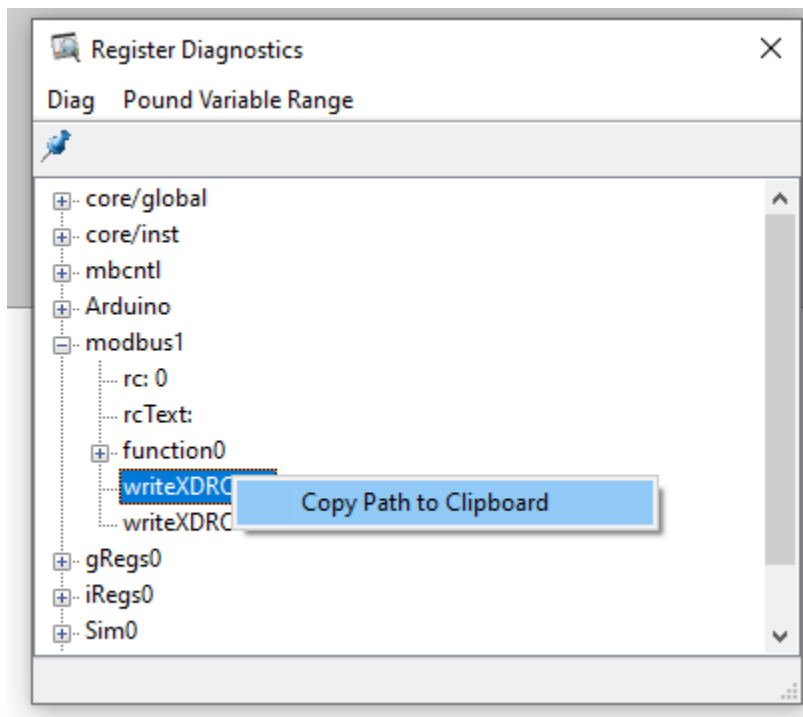 Register Diagnostics
Diag Pound Variable Range
core/global
core/inst
mbcntl
Arduino
modbus1
rc: 0
rcText:
function0
writeXDRC
Copy Path to Clipboard
writeXDRC
gRegs0
iRegs0
Sim0